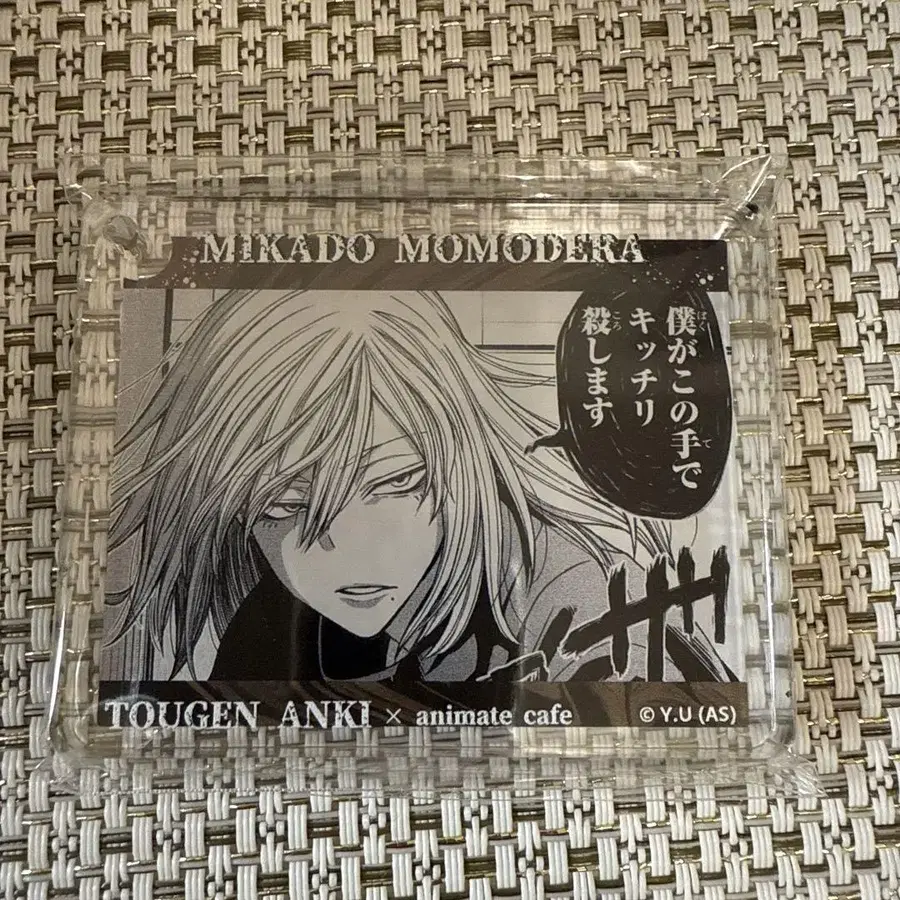 MIKADO MOMODERA
僕がこの手で
キッチリ
殺します
TOUGEN ANKI × animate cafe
© Y.U (AS)